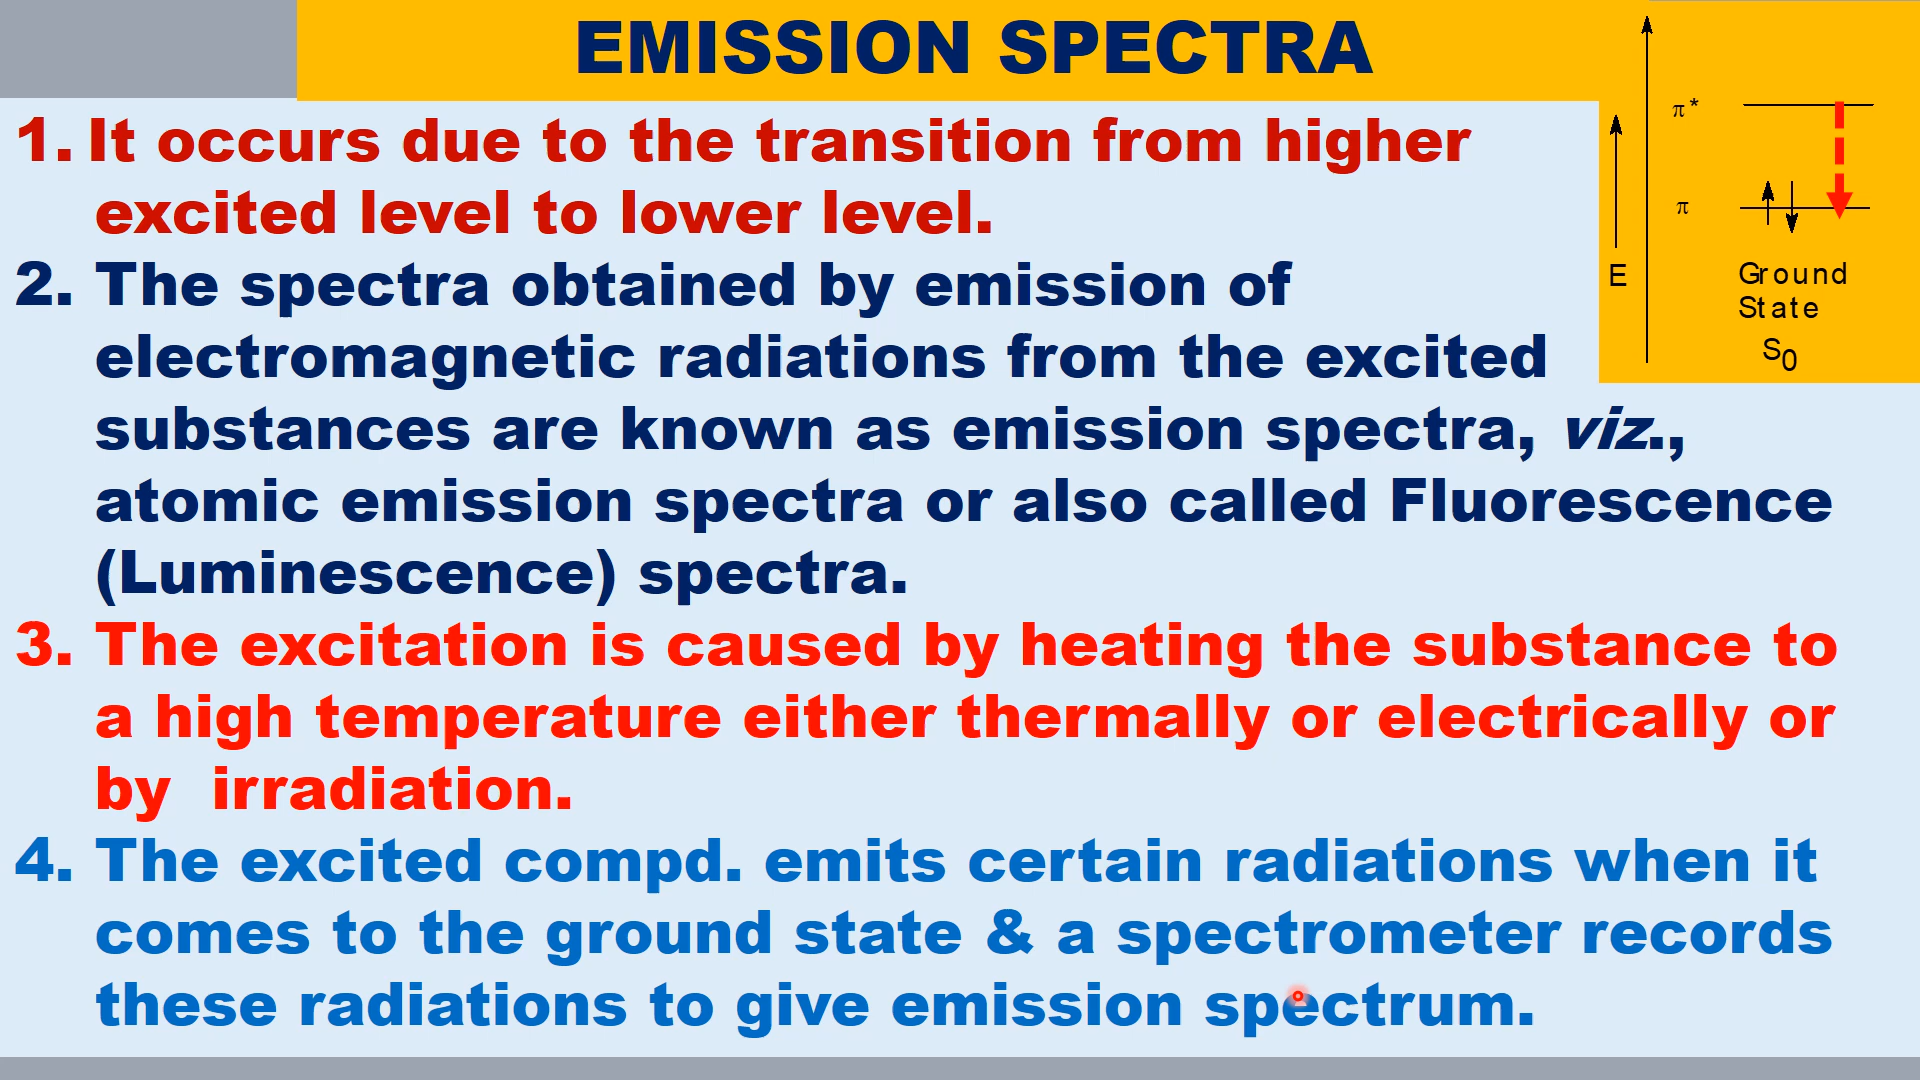 EMISSION SPECTRA
1. It occurs due to the transition from higher
excited level to lower level.
2. The spectra obtained by emission of
electromagnetic radiations from the excited
substances are known as emission spectra, viz.,
atomic emission spectra or also called Fluorescence
(Luminescence) spectra.
3. The excitation is caused by heating the substance to
a high temperature either thermally or electrically or
by irradiation.
4. The excited compd. emits certain radiations when it
comes to the ground state & a spectrometer records
these radiations to give emission spectrum.
π*
π
E
Ground
State
S0